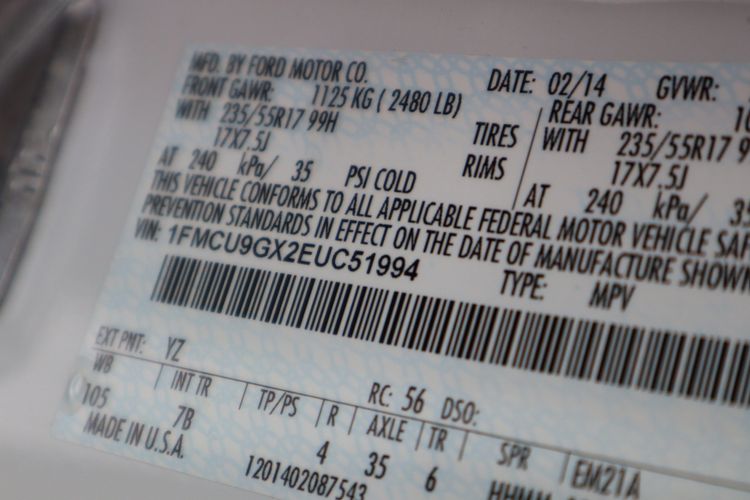 MFD. BY FORD MOTOR CO.
DATE: 02/14 GVWR:
FRONT GAWR: 1125 KG ( 2480 LB) REAR GAWR:
WITH 235/55R17 99H TIRES WITH 235/55R17
17X7.5J RIMS 17X7.5J
AT 240 kPa/ 35 PSI COLD AT 240 kPa/
THIS VEHICLE CONFORMS TO ALL APPLICABLE FEDERAL MOTOR VEHICLE
PREVENTION STANDARDS IN EFFECT ON THE DATE OF MANUFACTURE SHOWN
VIN: 1FMCU9GX2EUC51994
TYPE: MPV
EXT PNT: YZ RC: 56 DSO:
WB INT TR TP/PS R AXLE TR SPR EM21A
105 7B 4 35 6
MADE IN U.S.A. 1201402087543